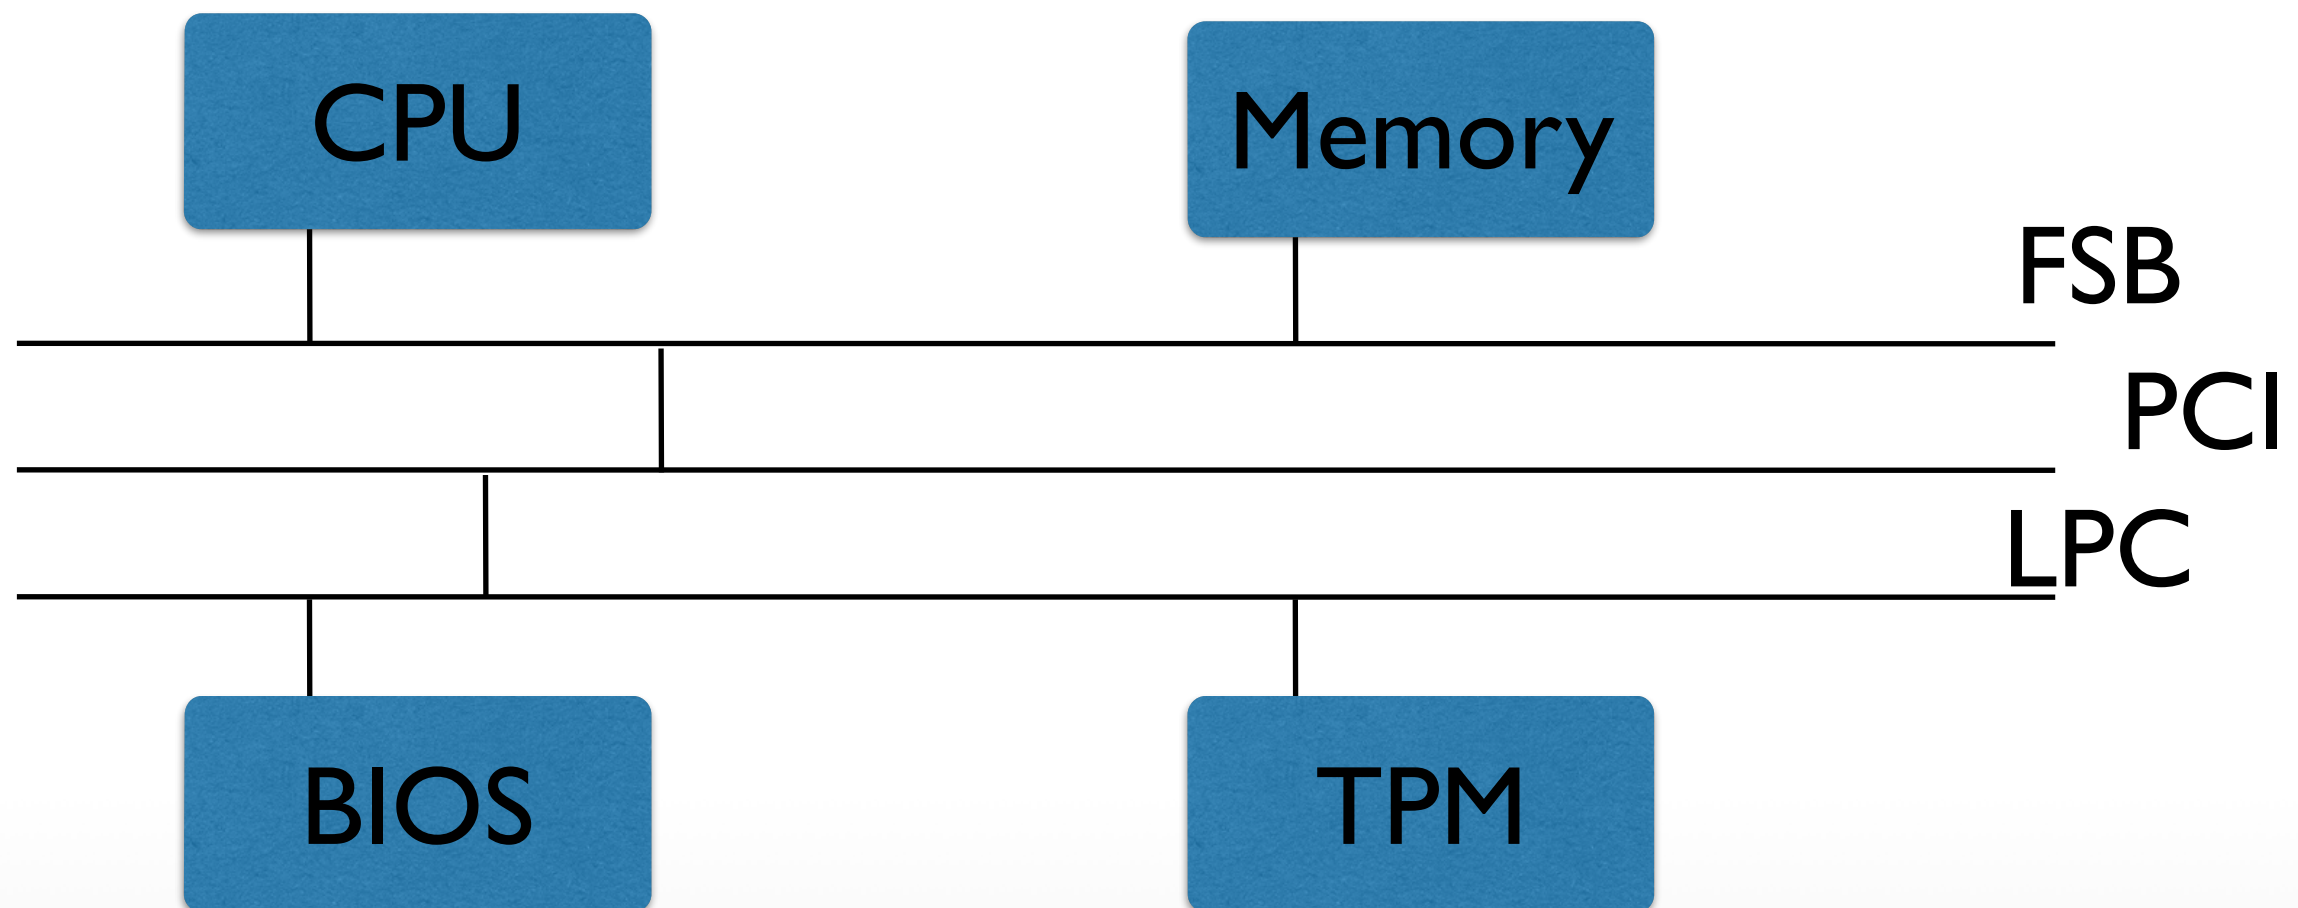 CPU
Memory
FSB
PCI
LPC
BIOS
TPM